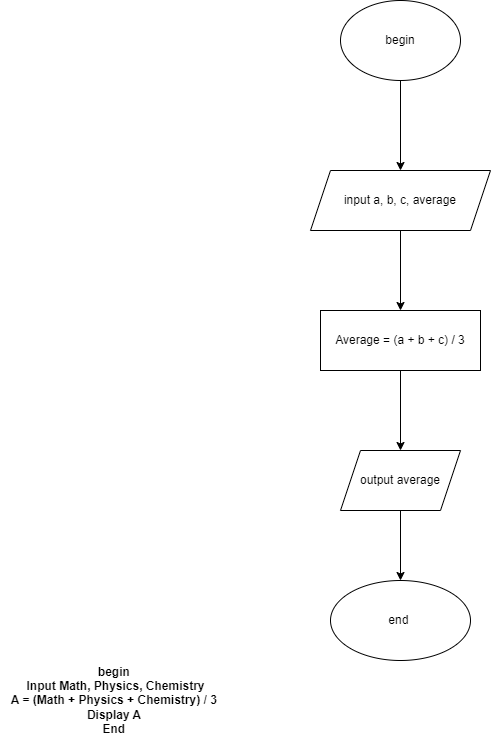 begin
input a, b, c, average
Average = (a + b + c) / 3
output average
end
begin
Input Math, Physics, Chemistry
A = (Math + Physics + Chemistry) / 3
Display A
End